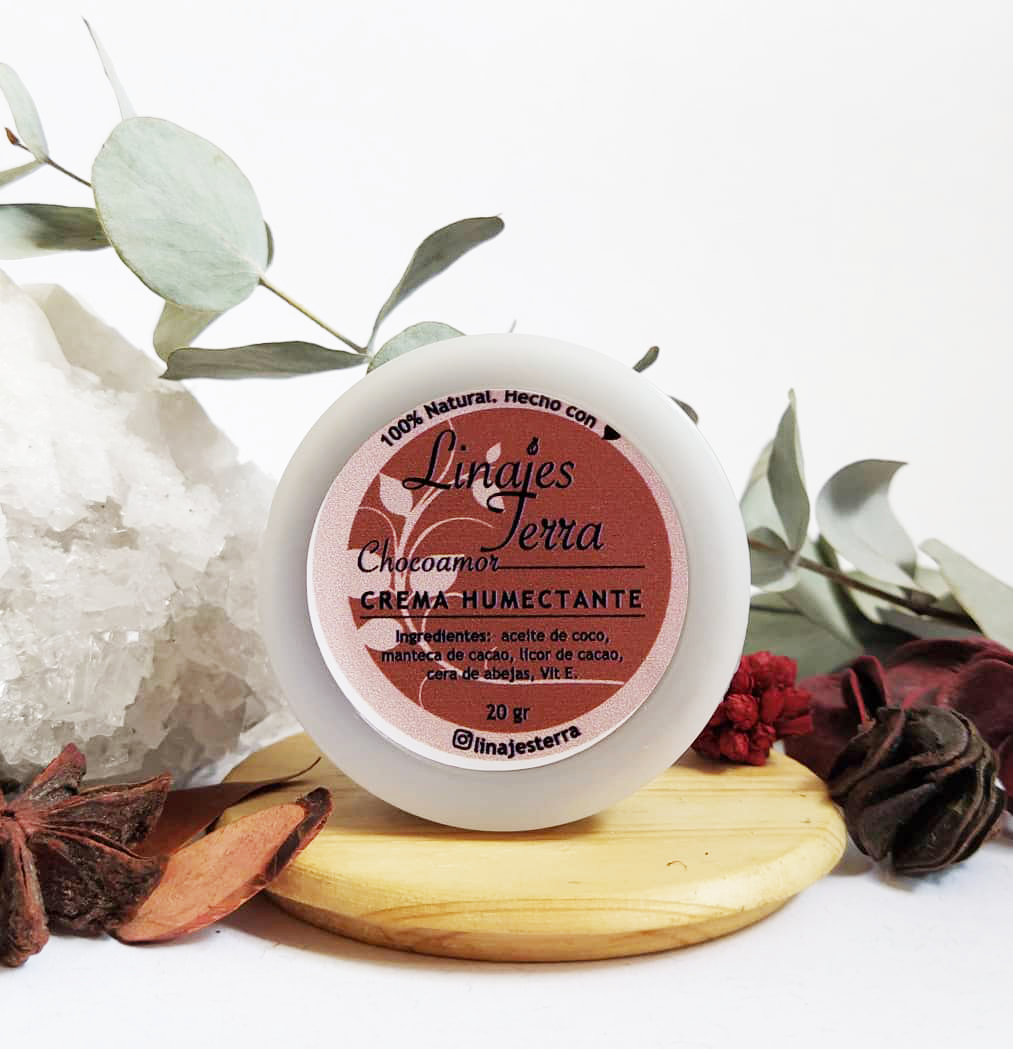 100% Natural. Hecho con
Linajes
Terra
Chocoamor
CREMA HUMECTANTE
Ingredientes: aceite de coco,
manteca de cacao, licor de cacao,
cera de abejas, Vit E.
20 gr
linajesterra